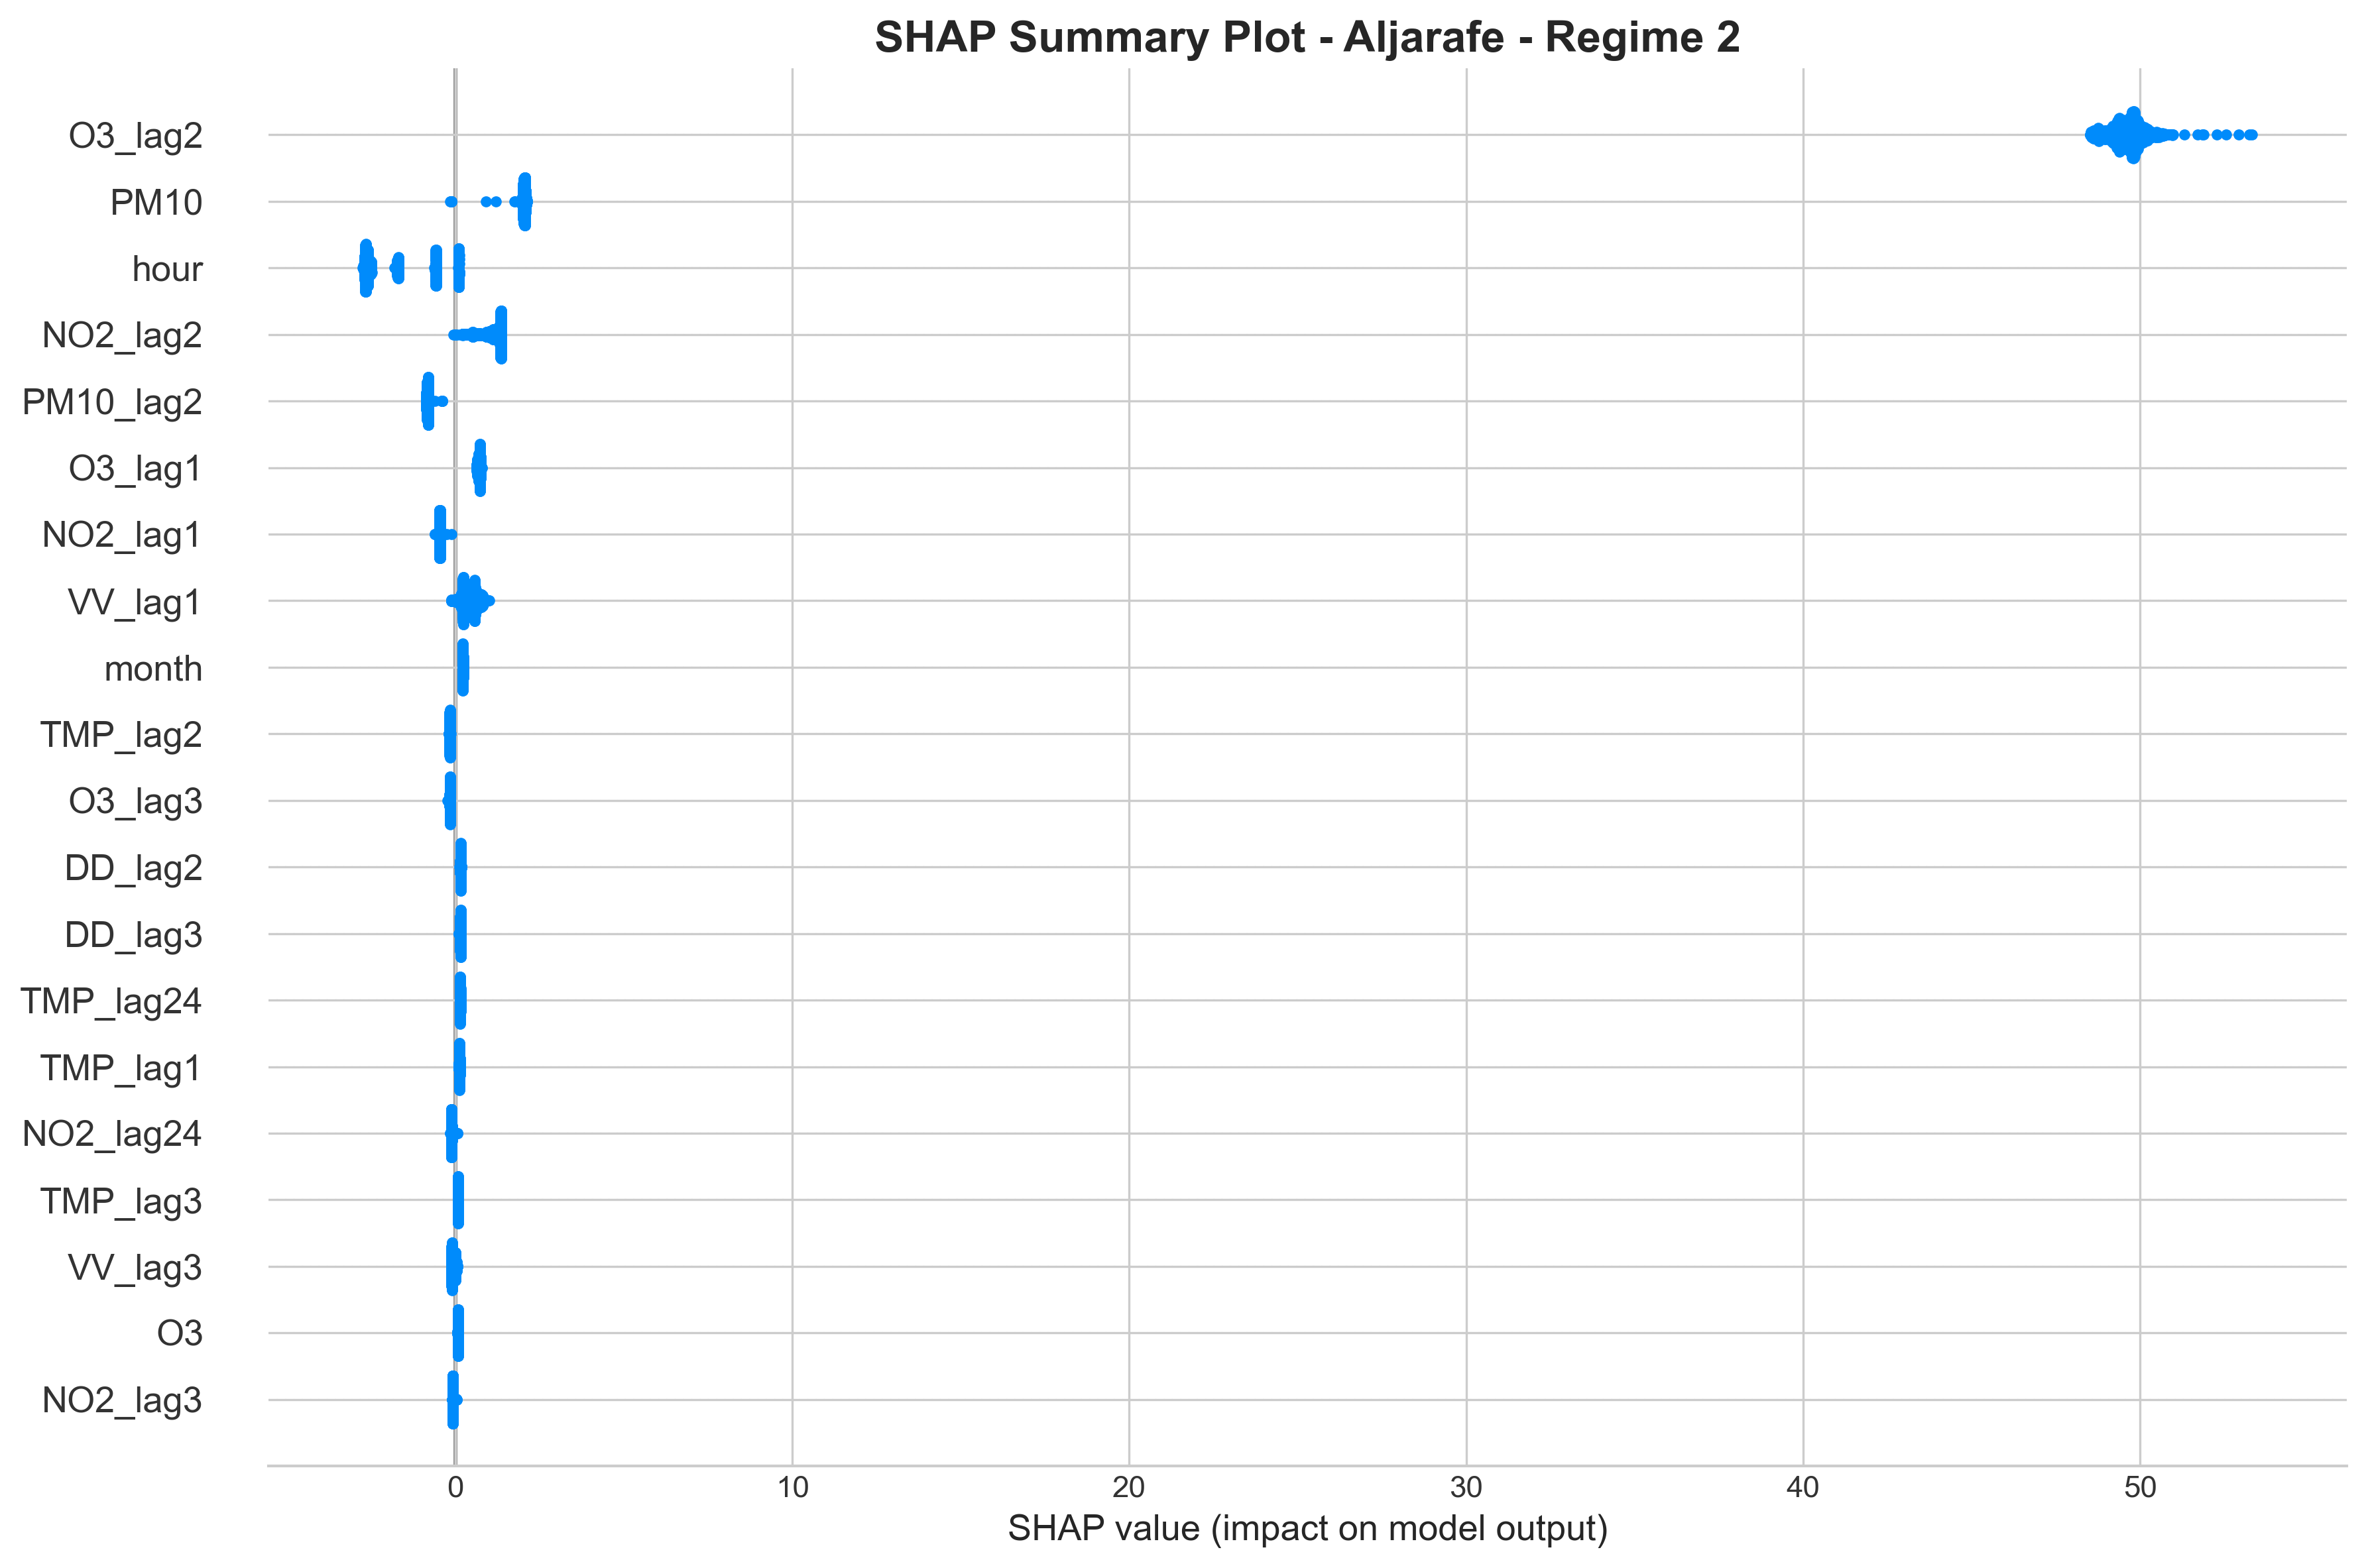 SHAP Summary Plot - Aljarafe - Regime 2
O3_lag2
PM10
hour
NO2_lag2
PM10_lag2
O3_lag1
NO2_lag1
VV_lag1
month
TMP_lag2
O3_lag3
DD_lag2
DD_lag3
TMP_lag24
TMP_lag1
NO2_lag24
TMP_lag3
VV_lag3
O3
NO2_lag3
0 10 20 30 40 50
SHAP value (impact on model output)